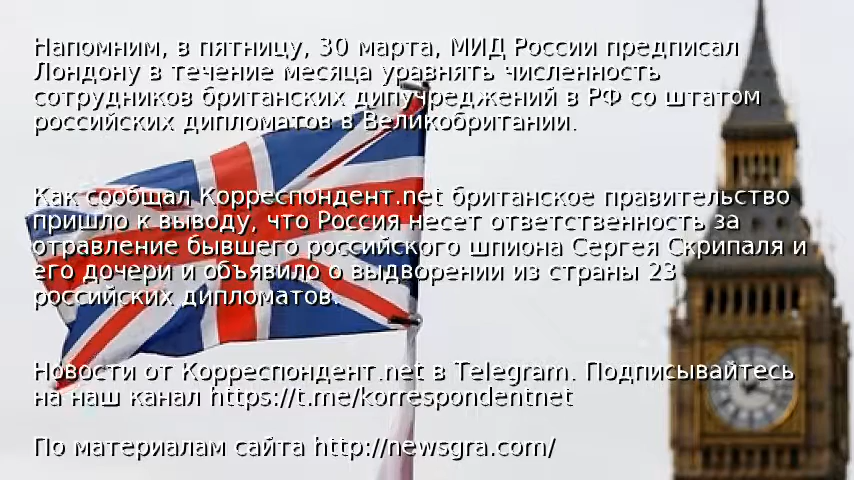 Напомним, в пятницу, 30 марта, МИД России предписал
Лондону в течение месяца уравнять численность
сотрудников британских дипучреджений в РФ со штатом
российских дипломатов в Великобритании.
Как сообщал Корреспондент.net британское правительство
пришло к выводу, что Россия несет ответственность за
отравление бывшего российского шпиона Сергея Скрипаля и
его дочери и объявило о выдворении из страны 23
российских дипломатов.
Новости от Корреспондент.net в Telegram. Подписывайтесь
на наш канал https://t.me/korrespondentnet
По материалам сайта http://newsgra.com/